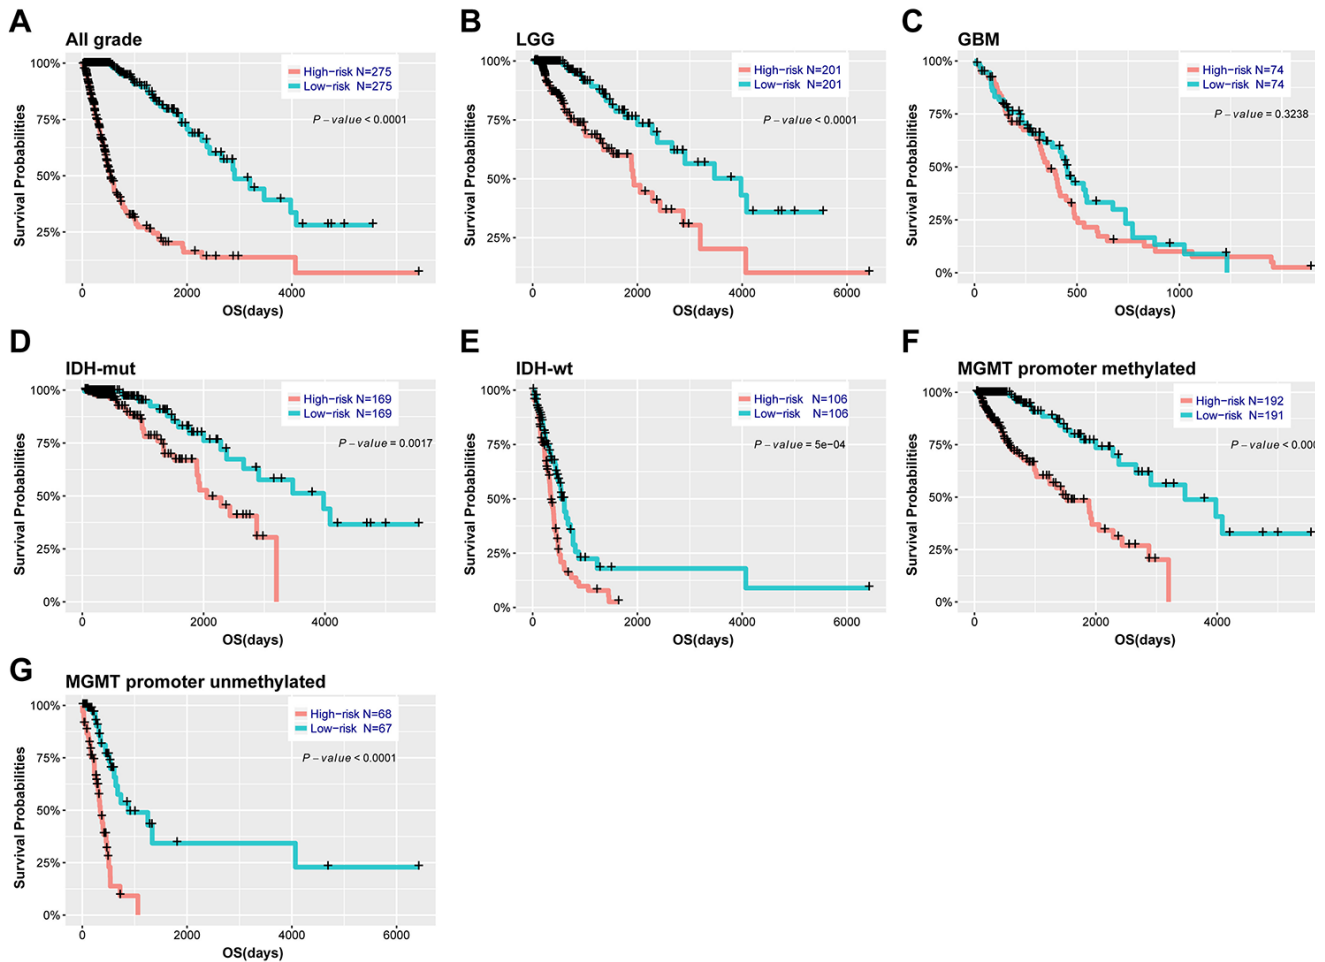 A
All grade
Survival Probabilities
100%
75%
50%
25%
High-risk N=275
Low-risk N=275
P-value < 0.0001
0 2000 4000
OS(days)
B
LGG
Survival Probabilities
100%
75%
50%
25%
High-risk N=201
Low-risk N=201
P-value < 0.0001
0 2000 4000 6000
OS(days)
C
GBM
Survival Probabilities
100%
75%
50%
25%
0%
High-risk N=74
Low-risk N=74
P-value = 0.3238
0 500 1000
OS(days)
D
IDH-mut
Survival Probabilities
100%
75%
50%
25%
0%
High-risk N=169
Low-risk N=169
P-value = 0.0017
0 2000 4000
OS(days)
E
IDH-wt
Survival Probabilities
100%
75%
50%
25%
0%
High-risk N=106
Low-risk N=106
P-value = 5e-04
0 2000 4000 6000
OS(days)
F
MGMT promoter methylated
Survival Probabilities
100%
75%
50%
25%
0%
High-risk N=192
Low-risk N=191
P-value < 0.000
0 2000 4000
OS(days)
G
MGMT promoter unmethylated
Survival Probabilities
100%
75%
50%
25%
0%
High-risk N=68
Low-risk N=67
P-value < 0.0001
0 2000 4000 6000
OS(days)